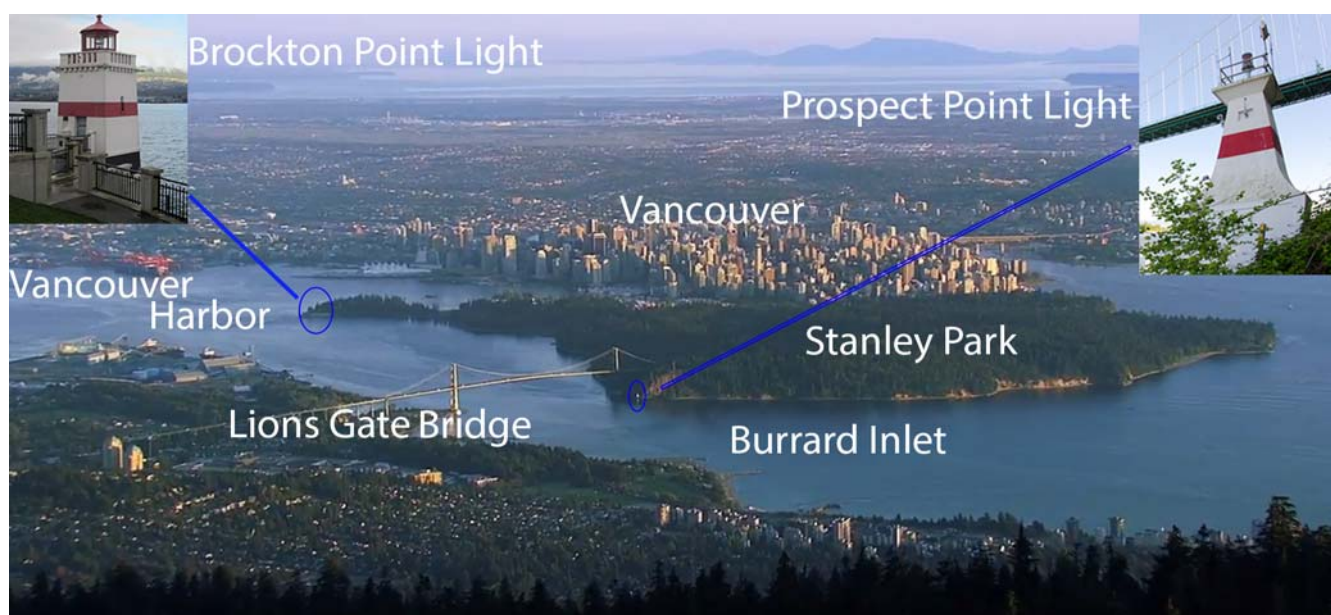 Brockton Point Light
Prospect Point Light
Vancouver
Vancouver
Harbor
Stanley Park
Lions Gate Bridge
Burrard Inlet